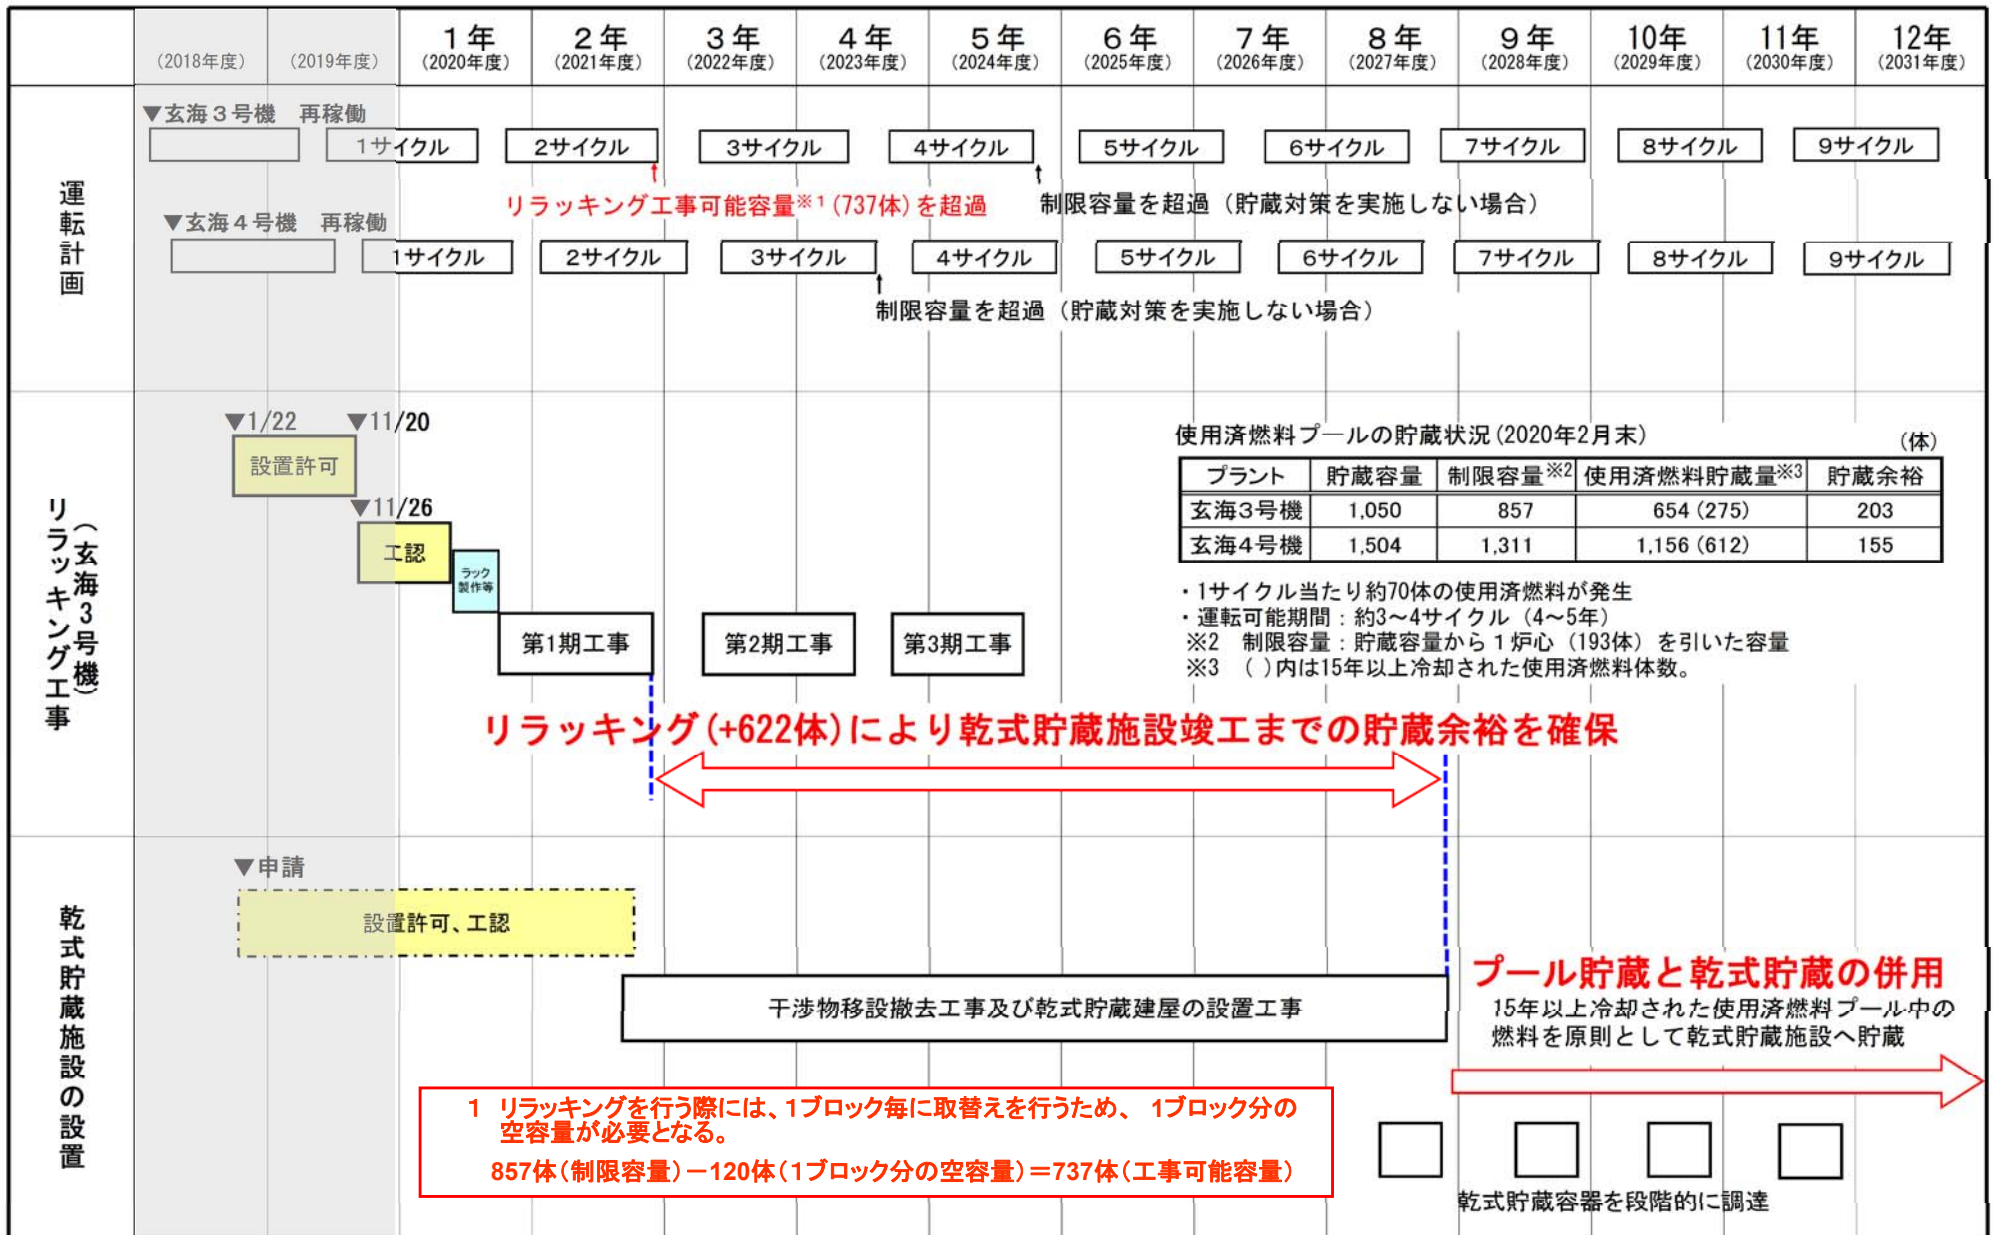 (2018年度)
(2019年度)
1年
(2020年度)
2年
(2021年度)
3年
(2022年度)
4年
(2023年度)
5年
(2024年度)
6年
(2025年度)
7年
(2026年度)
8年
(2027年度)
9年
(2028年度)
10年
(2029年度)
11年
(2030年度)
12年
(2031年度)
運転計画
▼玄海3号機 再稼働
1サイクル
2サイクル
3サイクル
4サイクル
5サイクル
6サイクル
7サイクル
8サイクル
9サイクル
リラッキング工事可能容量※1(737体)を超過
制限容量を超過(貯蔵対策を実施しない場合)
▼玄海4号機 再稼働
1サイクル
2サイクル
3サイクル
4サイクル
5サイクル
6サイクル
7サイクル
8サイクル
9サイクル
制限容量を超過(貯蔵対策を実施しない場合)
リラッキング工事
(玄海3号機)
▼1/22
▼11/20
設置許可
▼11/26
工認
ラック
製作等
第1期工事
第2期工事
第3期工事
使用済燃料プールの貯蔵状況(2020年2月末)
(体)
プラント 貯蔵容量 制限容量※2 使用済燃料貯蔵量※3 貯蔵余裕
玄海3号機 1,050 857 654(275) 203
玄海4号機 1,504 1,311 1,156(612) 155
・1サイクル当たり約70体の使用済燃料が発生
・運転可能期間:約3~4サイクル(4~5年)
※2 制限容量:貯蔵容量から1炉心(193体)を引いた容量
※3 ( )内は15年以上冷却された使用済燃料体数。
リラッキング(+622体)により乾式貯蔵施設竣工までの貯蔵余裕を確保
乾式貯蔵施設の設置
▼申請
設置許可、工認
干渉物移設撤去工事及び乾式貯蔵建屋の設置工事
プール貯蔵と乾式貯蔵の併用
15年以上冷却された使用済燃料プール中の
燃料を原則として乾式貯蔵施設へ貯蔵
1 リラッキングを行う際には、1ブロック毎に取替えを行うため、 1ブロック分の
空容量が必要となる。
857体(制限容量)-120体(1ブロック分の空容量)=737体(工事可能容量)
乾式貯蔵容器を段階的に調達